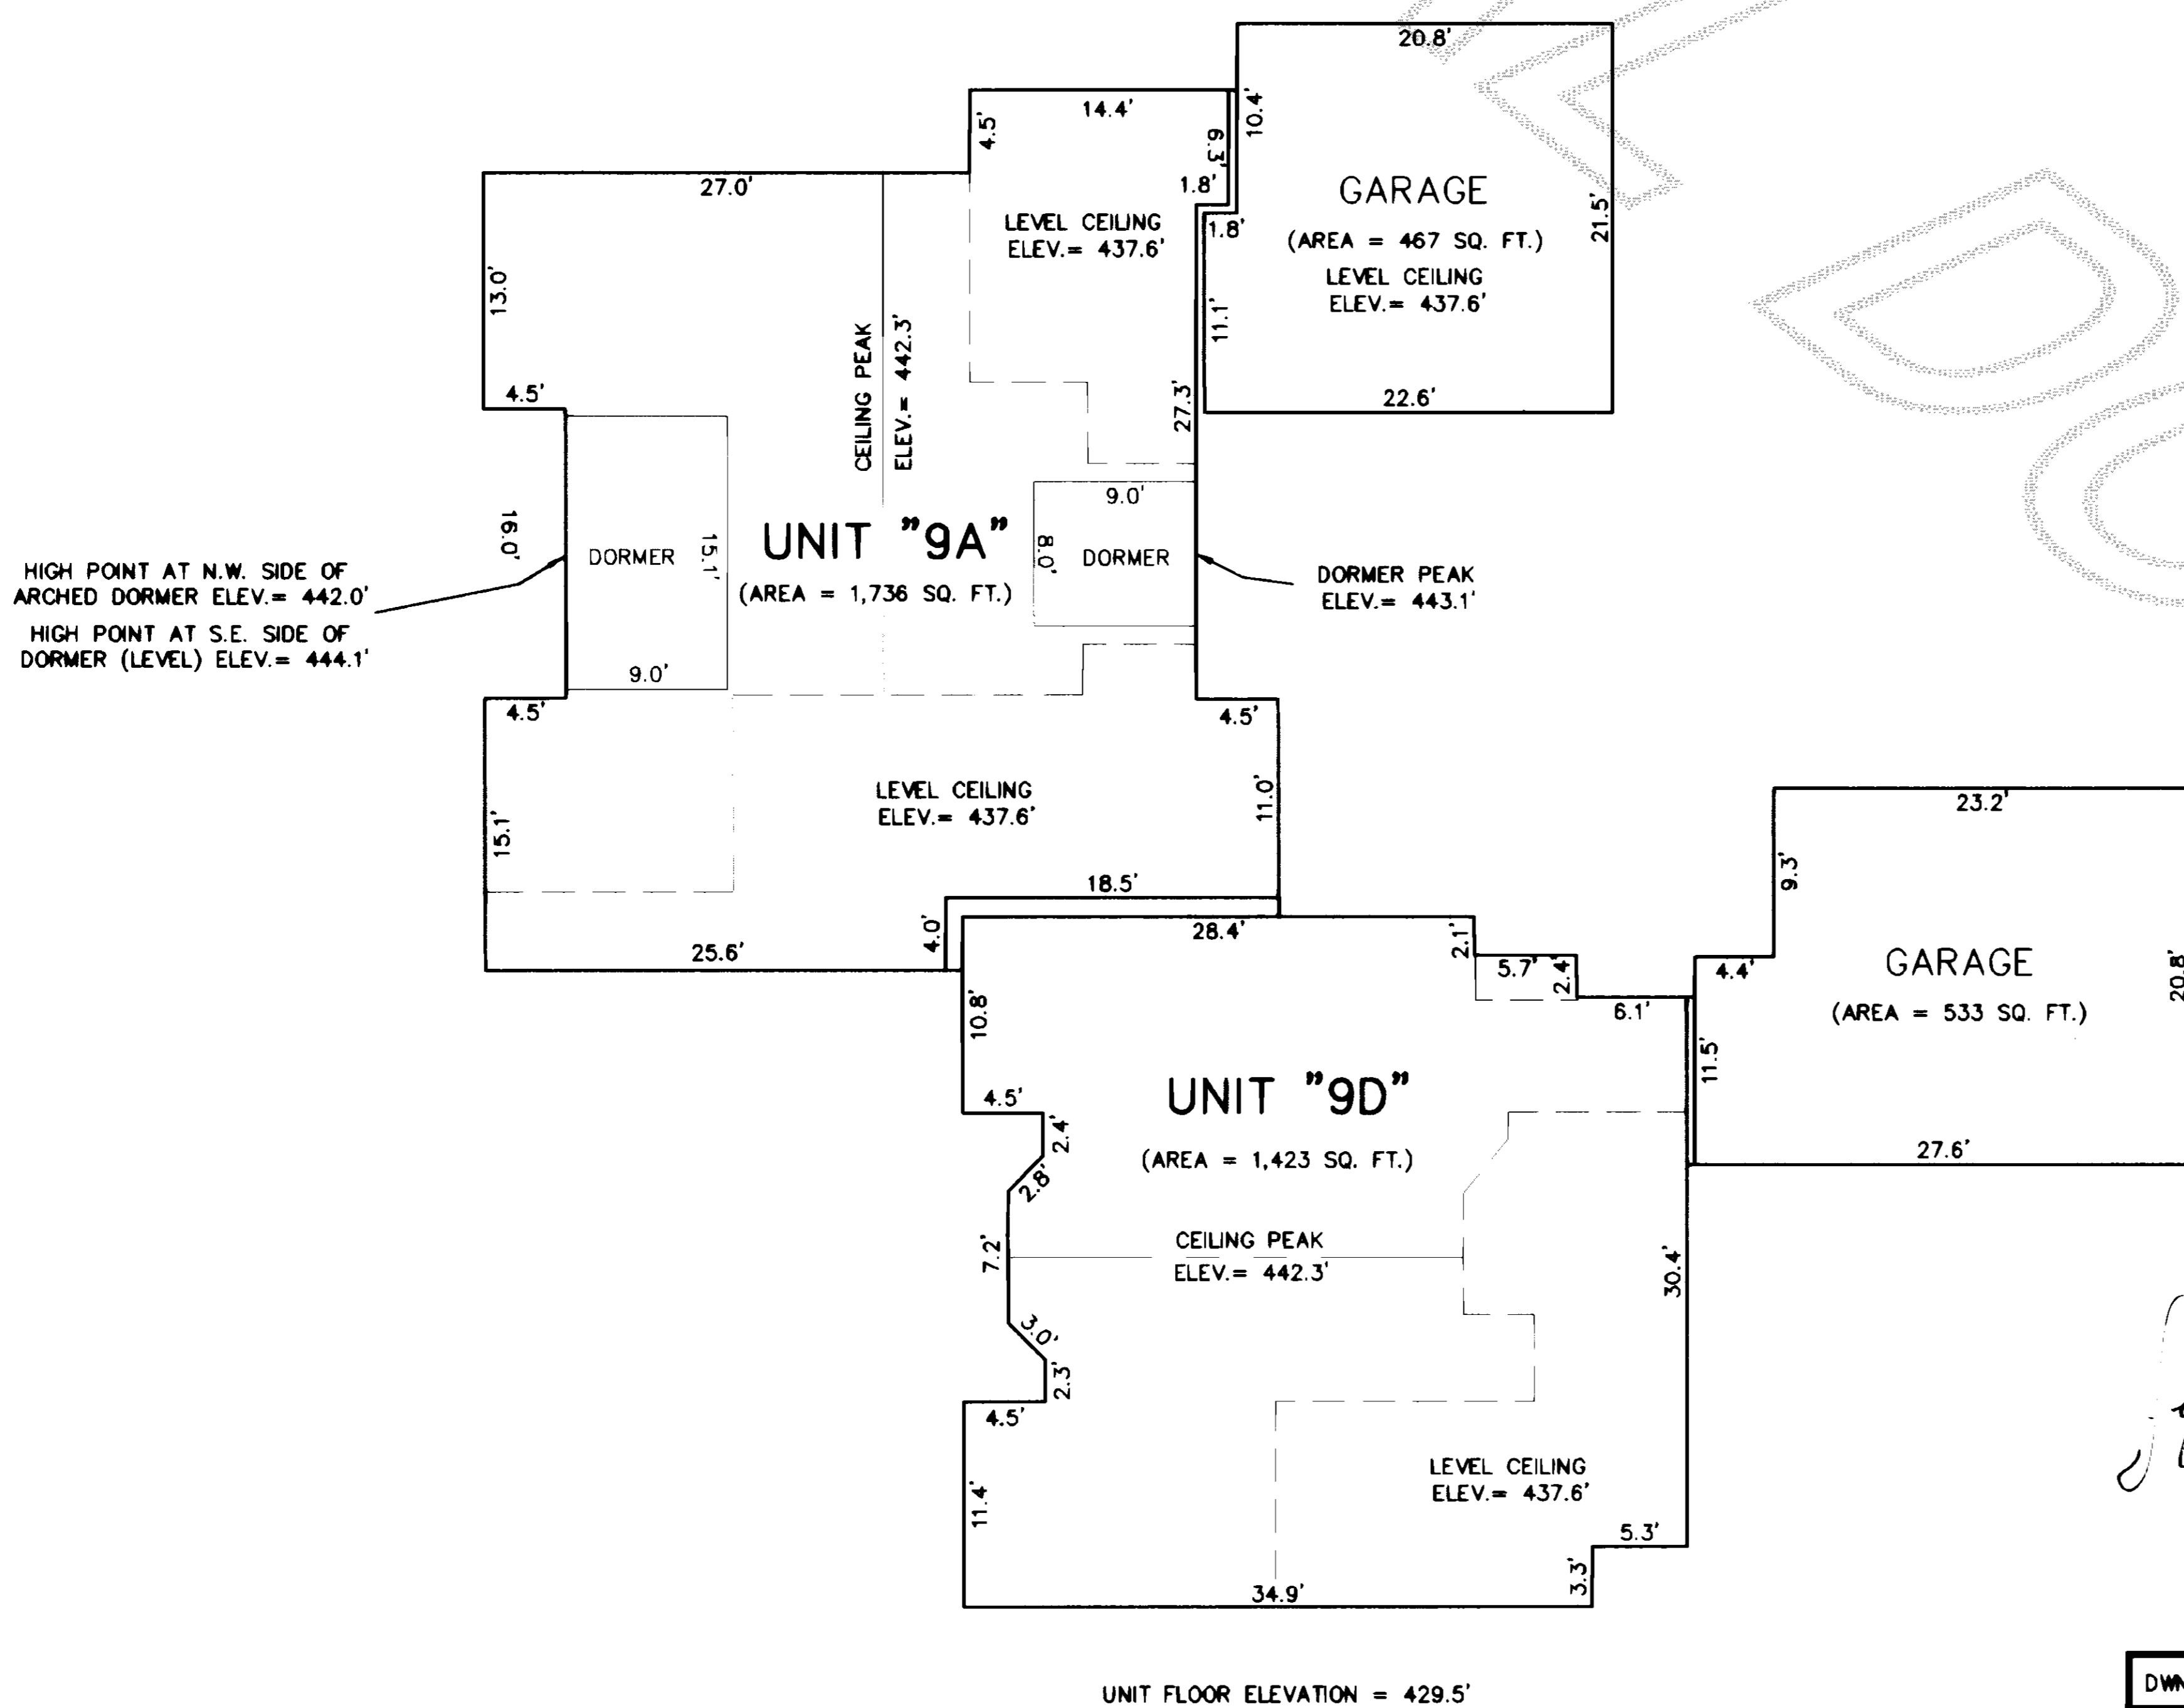 20.8'
14.4'
4.5'
6.3'
10.4'
27.0'
1.8'
GARAGE
21.5'
LEVEL CEILING
ELEV.= 437.6'
1.8'
(AREA = 467 SQ. FT.)
LEVEL CEILING
ELEV.= 437.6'
13.0'
11.1'
CEILING PEAK
ELEV.= 442.3'
4.5'
27.3'
22.6'
9.0'
16.0'
DORMER
15.1'
UNIT "9A"
(AREA = 1,736 SQ. FT.)
8.0'
DORMER
HIGH POINT AT N.W. SIDE OF
ARCHED DORMER ELEV.= 442.0'
HIGH POINT AT S.E. SIDE OF
DORMER (LEVEL) ELEV.= 444.1'
DORMER PEAK
ELEV.= 443.1'
9.0'
4.5'
4.5'
LEVEL CEILING
ELEV.= 437.6'
11.0'
15.1'
23.2'
9.3'
18.5'
4.0'
25.6'
28.4'
2.1'
5.7'
2.4'
4.4'
GARAGE
(AREA = 533 SQ. FT.)
20.8'
10.8'
6.1'
11.5'
4.5'
2.4'
UNIT "9D"
(AREA = 1,423 SQ. FT.)
27.6'
2.8'
7.2'
CEILING PEAK
ELEV.= 442.3'
30.4'
3.0'
2.3'
4.5'
11.4'
LEVEL CEILING
ELEV.= 437.6'
5.3'
3.3'
34.9'
UNIT FLOOR ELEVATION = 429.5'